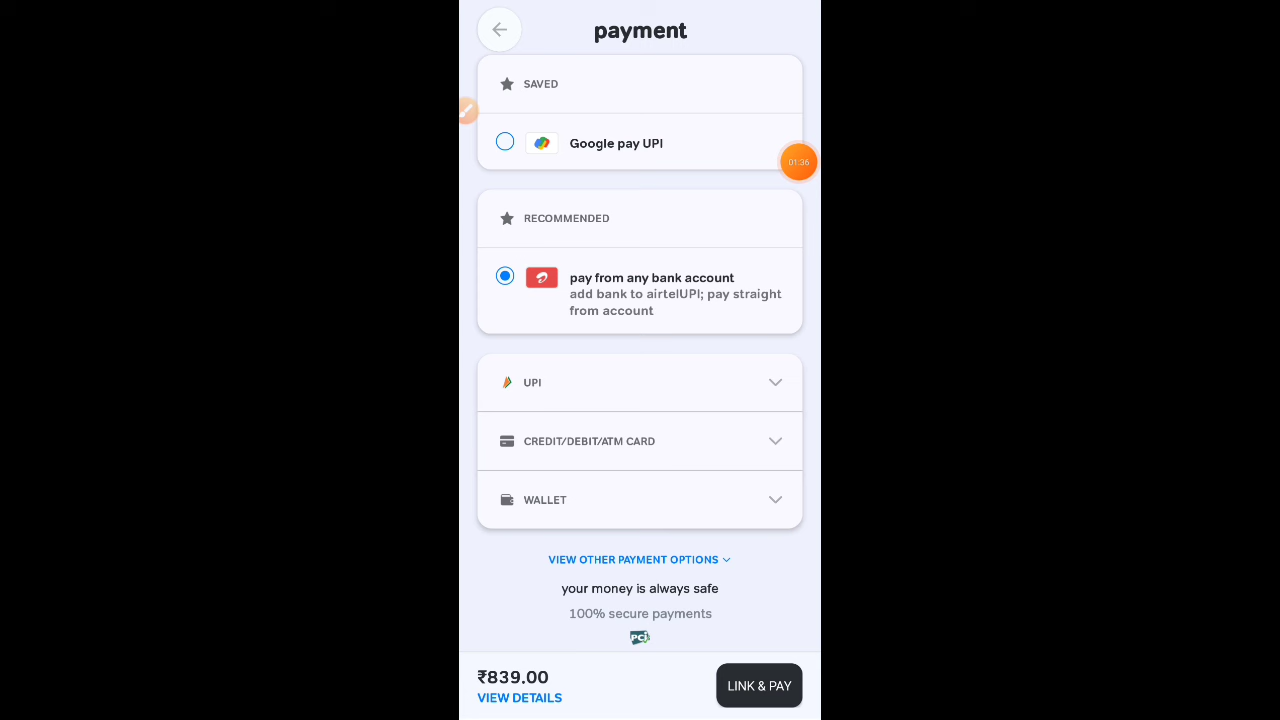 payment
SAVED
Google pay UPI
01:36
RECOMMENDED
pay from any bank account
add bank to airtelUPI; pay straight
from account
UPI
CREDIT/DEBIT/ATM CARD
WALLET
VIEW OTHER PAYMENT OPTIONS
your money is always safe
100% secure payments
PCI
₹839.00
VIEW DETAILS
LINK & PAY